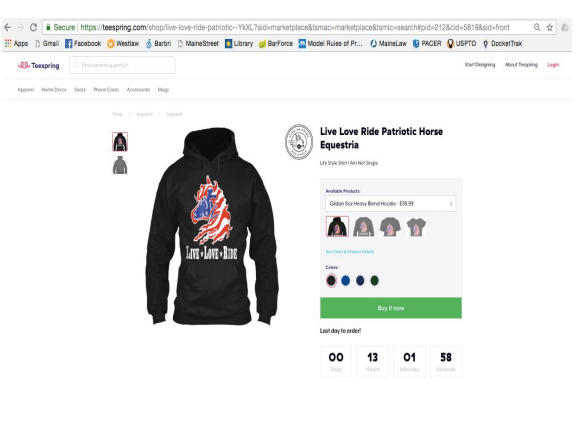 Secure | https://teespring.com/shop/live-love-ride-patriotic--YkXL?aid=marketplace&tsmac=marketplace&tsmic=search#pid=212&cid=5819&sid=front
Apps Gmail Facebook Westlaw Barbri MaineStreet Library BarForce Model Rules of Pr... MaineLaw PACER USPTO DocketTrak
Teespring Find something perfect Start Designing About Teespring Login
Apparel Home Decor Socks Phone Cases Accessories Mugs
Shop Apparel Apparel
Live Love Ride Patriotic Horse
Equestria
Life Style Shirt I Am Not Single
Available Products:
Gildan 8oz Heavy Blend Hoodie - $38.99
Size Chart & Product Details
Colors:
LIVE LOVE RIDE
Buy it now
Last day to order!
00 13 01 58
Days Hours Minutes Seconds